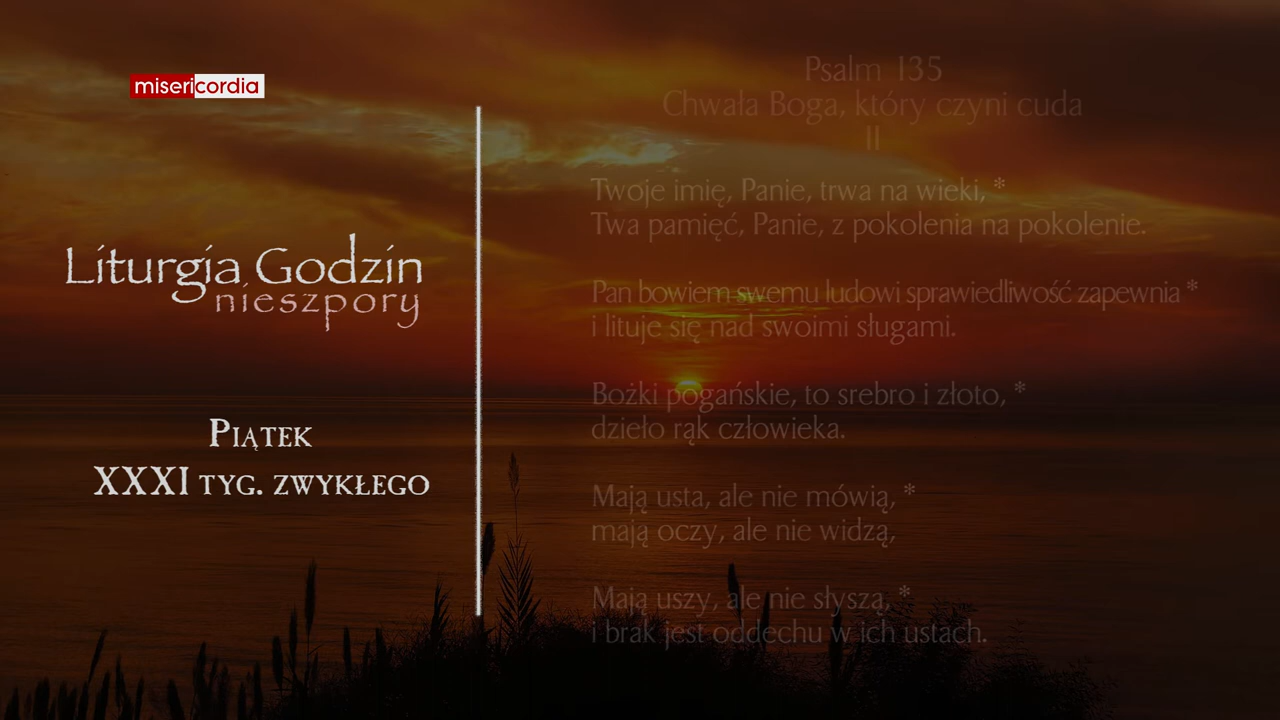 misericordia
Liturgia Godzin
nieszpory
Piątek
XXXI tyg. zwykłego
Psalm 135
Chwała Boga, który czyni cuda
II
Twoje imię, Panie, trwa na wieki, *
Twa pamięć, Panie, z pokolenia na pokolenie.
Pan bowiem swemu ludowi sprawiedliwość zapewnia *
i lituje się nad swoimi sługami.
Bożki pogańskie, to srebro i złoto, *
dzieło rąk człowieka.
Mają usta, ale nie mówią, *
mają oczy, ale nie widzą,
Mają uszy, ale nie słyszą, *
i brak jest oddechu w ich ustach.